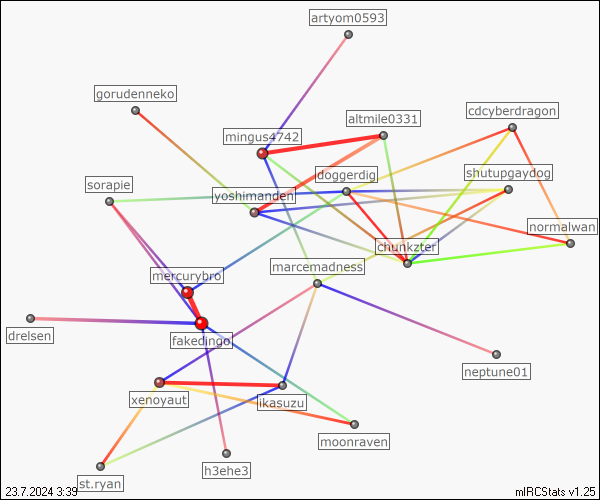 artyom0593
gorudenneko
cdcyberdragon
altmile0331
mingus4742
shutupgaydog
doggerdig
sorapie
yoshimanden
normalwan
chunkzter
marcemadness
mercurybro
drelsen
fakedingo
neptune01
xenoyaut
ikasuzu
moonraven
h3ehe3
st.ryan
23.7.2024 3:39
mIRCStats v1.25